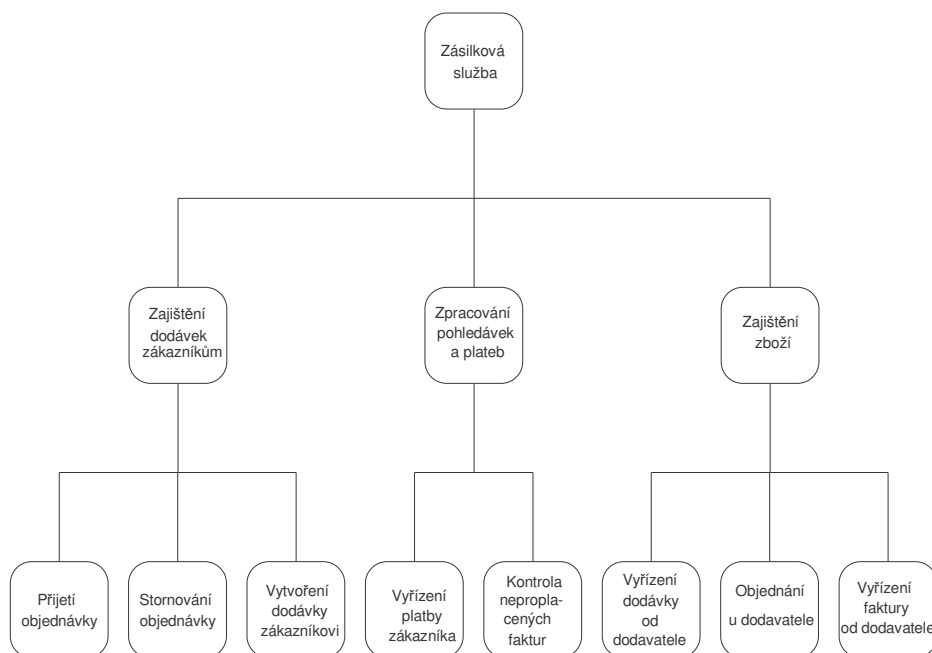 Zásilková
služba
Zajištění
dodávek
zákazníkům
Zpracování
pohledávek
a plateb
Zajištění
zboží
Přijetí
objednávky
Stornování
objednávky
Vytvoření
dodávky
zákazníkovi
Vyřízení
platby
zákazníka
Kontrola
nepropla-
cených
faktur
Vyřízení
dodávky
od
dodavatele
Objednání
u dodavatele
Vyřízení
faktury
od dodavatele